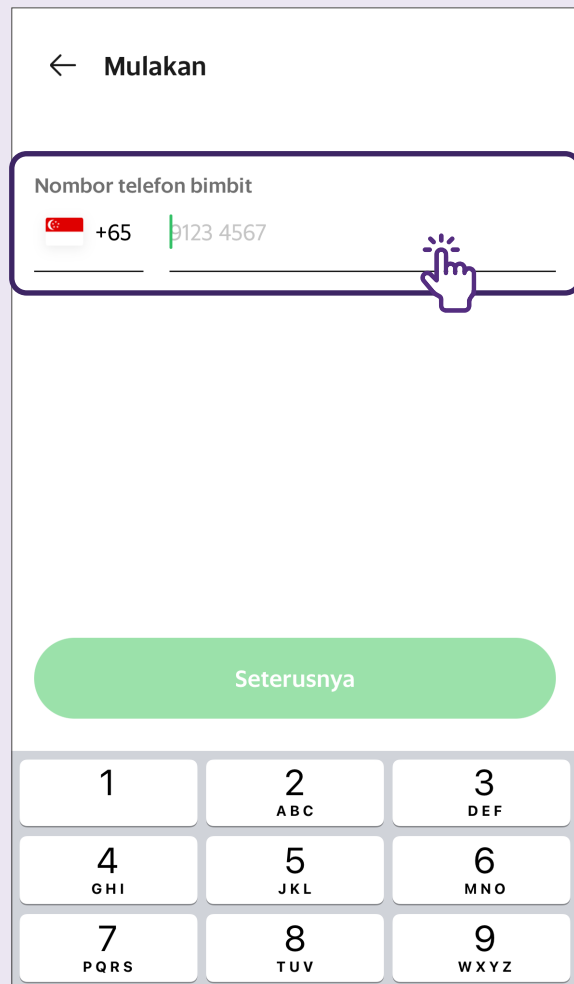 Mulakan
Nombor telefon bimbit
+65 9123 4567
Seterusnya
1 2 3
ABC DEF
4 5 6
GHI JKL MNO
7 8 9
PQRS TUV WXYZ